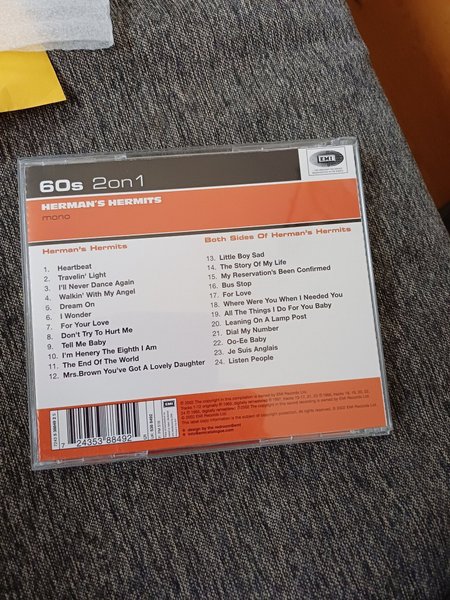 EMI
60s 2on1
HERMAN'S HERMITS
mono
Herman's Hermits
1. Heartbeat
2. Travelin' Light
3. I'll Never Dance Again
4. Walkin' With My Angel
5. Dream On
6. I Wonder
7. For Your Love
8. Don't Try To Hurt Me
9. Tell Me Baby
10. I'm Henery The Eighth I Am
11. The End Of The World
12. Mrs.Brown You've Got A Lovely Daughter
Both Sides Of Herman's Hermits
13. Little Boy Sad
14. The Story Of My Life
15. My Reservation's Been Confirmed
16. Bus Stop
17. For Love
18. Where Were You When I Needed You
19. All The Things I Do For You Baby
20. Leaning On A Lamp Post
21. Dial My Number
22. Oo-Ee Baby
23. Je Suis Anglais
24. Listen People
7 24353 88492
EMI
design by the redroom@emi